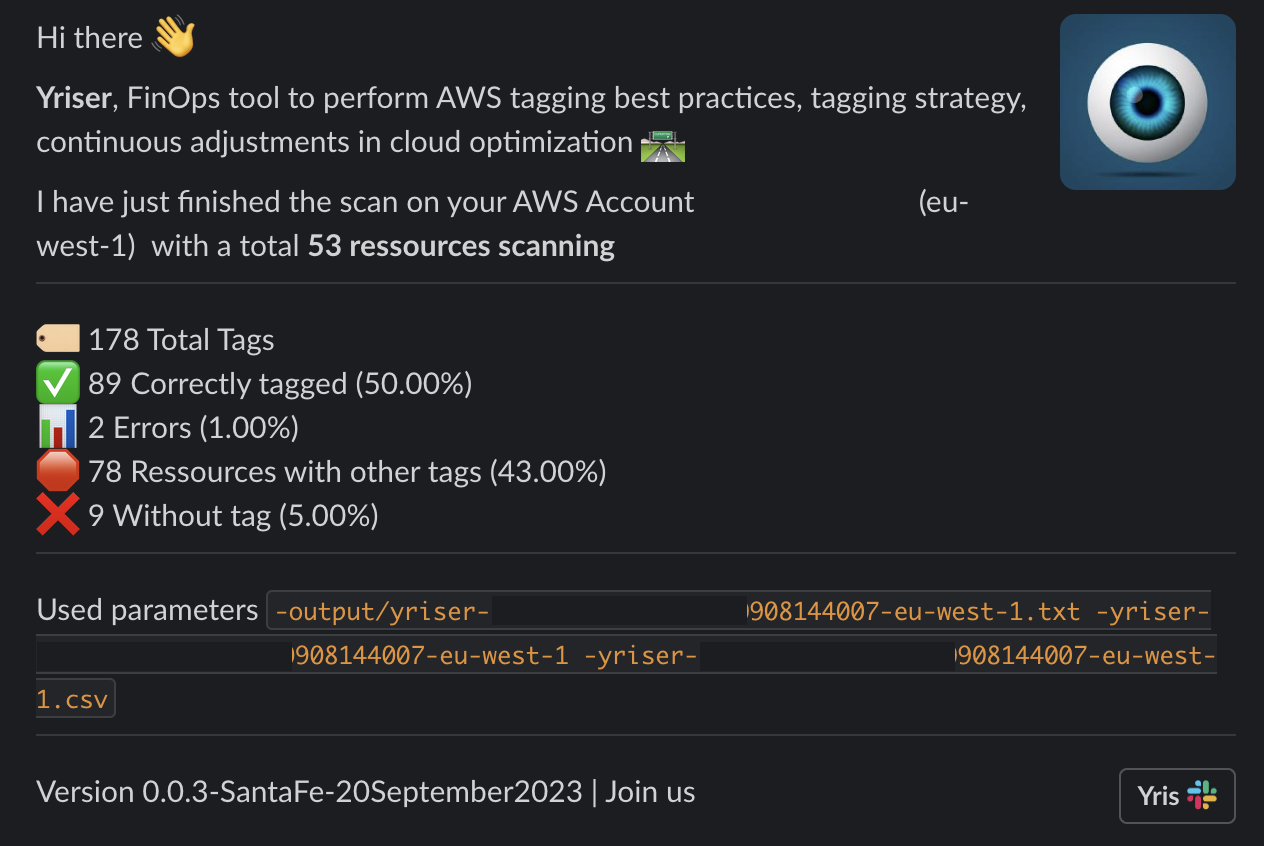 Hi there 👋
Yriser, FinOps tool to perform AWS tagging best practices, tagging strategy,
continuous adjustments in cloud optimization 🛣️
I have just finished the scan on your AWS Account (eu-
west-1) with a total 53 ressources scanning
🏷️ 178 Total Tags
✅ 89 Correctly tagged (50.00%)
📊 2 Errors (1.00%)
🛑 78 Ressources with other tags (43.00%)
❌ 9 Without tag (5.00%)
Used parameters -output/yriser- 908144007-eu-west-1.txt -yriser-
908144007-eu-west-1 -yriser- 908144007-eu-west-
1.csv
Version 0.0.3-SantaFe-20September2023 | Join us
Yris